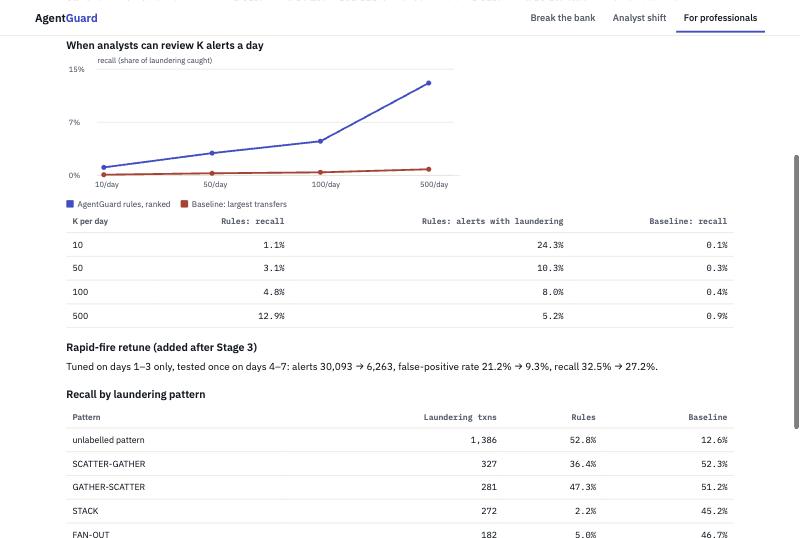 AgentGuard
Break the bank
Analyst shift
For professionals
When analysts can review K alerts a day
recall (share of laundering caught)
15%
7%
0%
10/day
50/day
100/day
500/day
AgentGuard rules, ranked
Baseline: largest transfers
K per day Rules: recall Rules: alerts with laundering Baseline: recall
10 1.1% 24.3% 0.1%
50 3.1% 10.3% 0.3%
100 4.8% 8.0% 0.4%
500 12.9% 5.2% 0.9%
Rapid-fire retune (added after Stage 3)
Tuned on days 1–3 only, tested once on days 4–7: alerts 30,093 → 6,263, false-positive rate 21.2% → 9.3%, recall 32.5% → 27.2%.
Recall by laundering pattern
Pattern Laundering txns Rules Baseline
unlabelled pattern 1,386 52.8% 12.6%
SCATTER-GATHER 327 36.4% 52.3%
GATHER-SCATTER 281 47.3% 51.2%
STACK 272 2.2% 45.2%
FAN-OUT 182 5.0% 46.7%